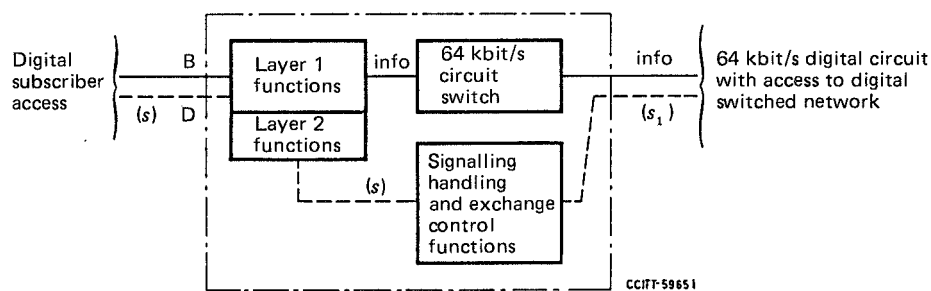 Digital
subscriber
access
B
(s) D
Layer 1
functions
Layer 2
functions
info
64 kbit/s
circuit
switch
(s)
Signalling
handling
and exchange
control
functions
info
(s₁)
64 kbit/s digital circuit
with access to digital
switched network
CCITT-59651